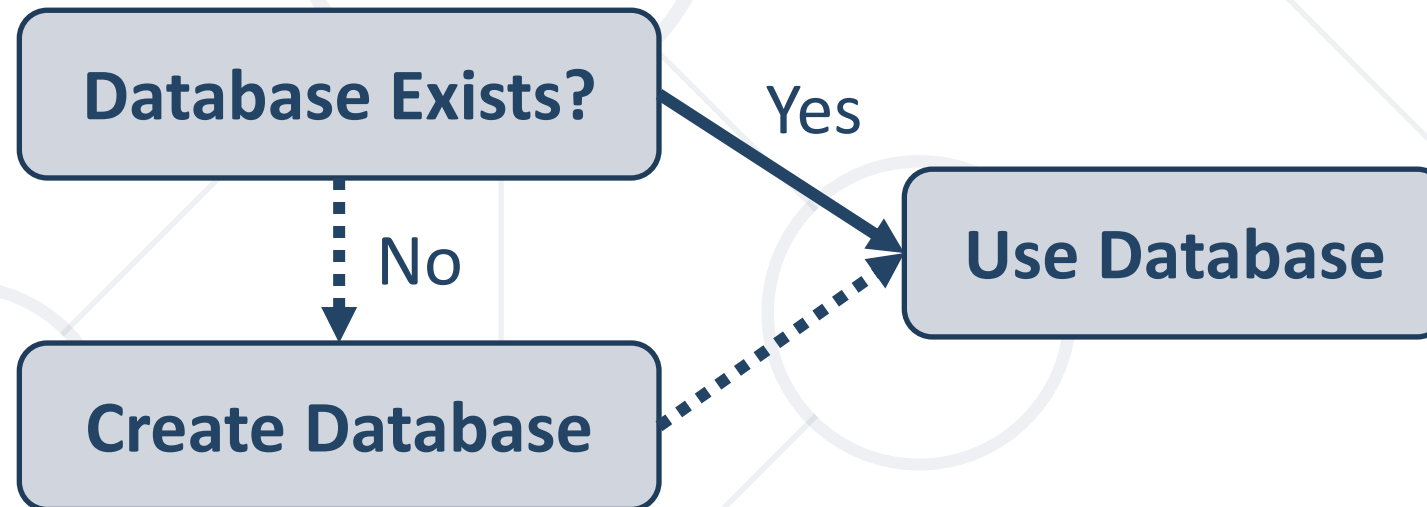 Database Exists?
Yes
No
Use Database
Create Database